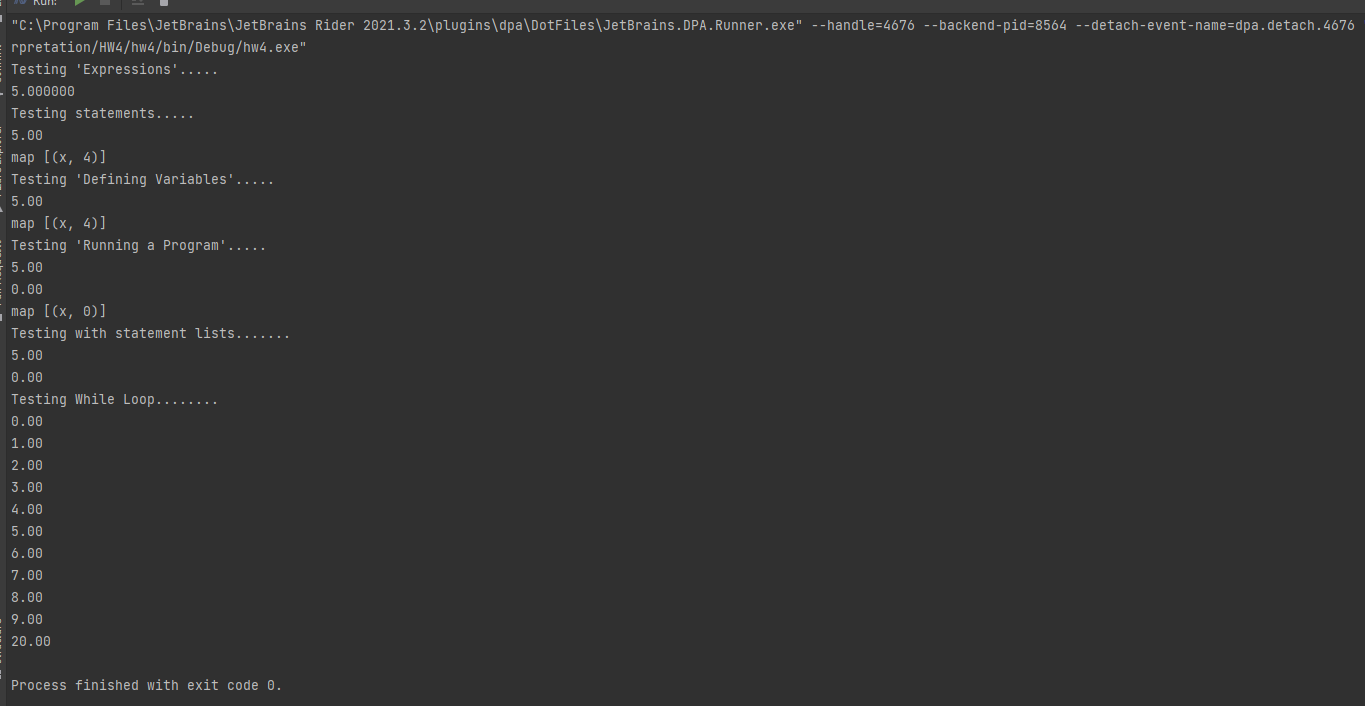 Run:
"C:\Program Files\JetBrains\JetBrains Rider 2021.3.2\plugins\dpa\DotFiles\JetBrains.DPA.Runner.exe" --handle=4676 --backend-pid=8564 --detach-event-name=dpa.detach.4676
rpretation/HW4/hw4/bin/Debug/hw4.exe"
Testing 'Expressions'.....
5.000000
Testing statements.....
5.00
map [(x, 4)]
Testing 'Defining Variables'.....
5.00
map [(x, 4)]
Testing 'Running a Program'.....
5.00
0.00
map [(x, 0)]
Testing with statement lists.......
5.00
0.00
Testing While Loop........
0.00
1.00
2.00
3.00
4.00
5.00
6.00
7.00
8.00
9.00
20.00
Process finished with exit code 0.